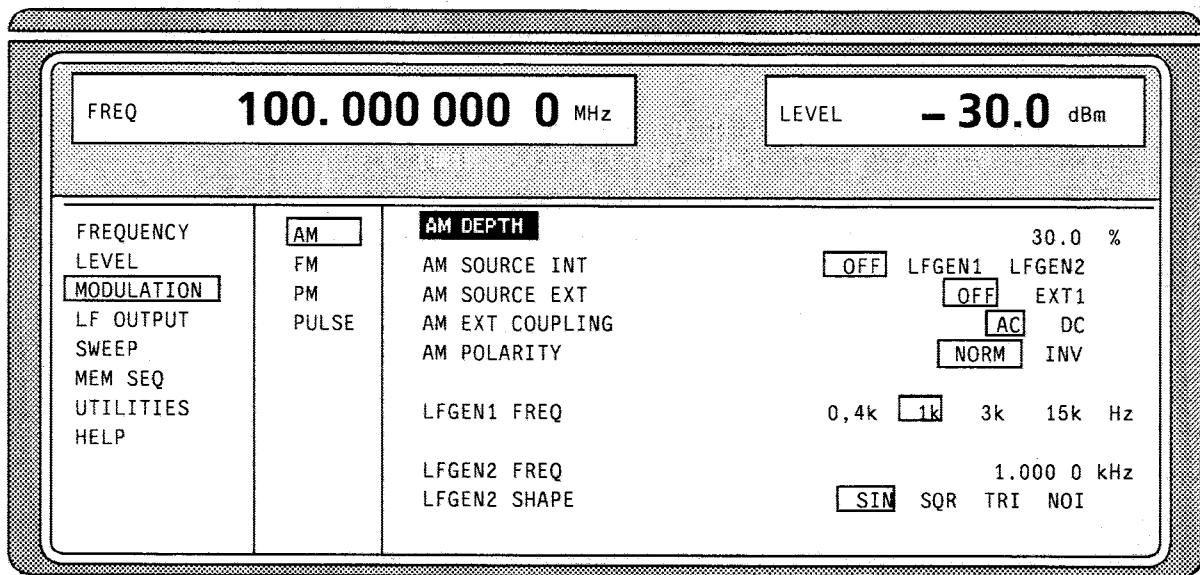 FREQ 100. 000 000 0 MHz
LEVEL – 30.0 dBm
FREQUENCY
LEVEL
MODULATION
LF OUTPUT
SWEEP
MEM SEQ
UTILITIES
HELP
AM
FM
PM
PULSE
AM DEPTH 30.0 %
AM SOURCE INT OFF LFGEN1 LFGEN2
AM SOURCE EXT OFF EXT1
AM EXT COUPLING AC DC
AM POLARITY NORM INV
LFGEN1 FREQ 0,4k 1k 3k 15k Hz
LFGEN2 FREQ 1.000 0 kHz
LFGEN2 SHAPE SIN SQR TRI NOI